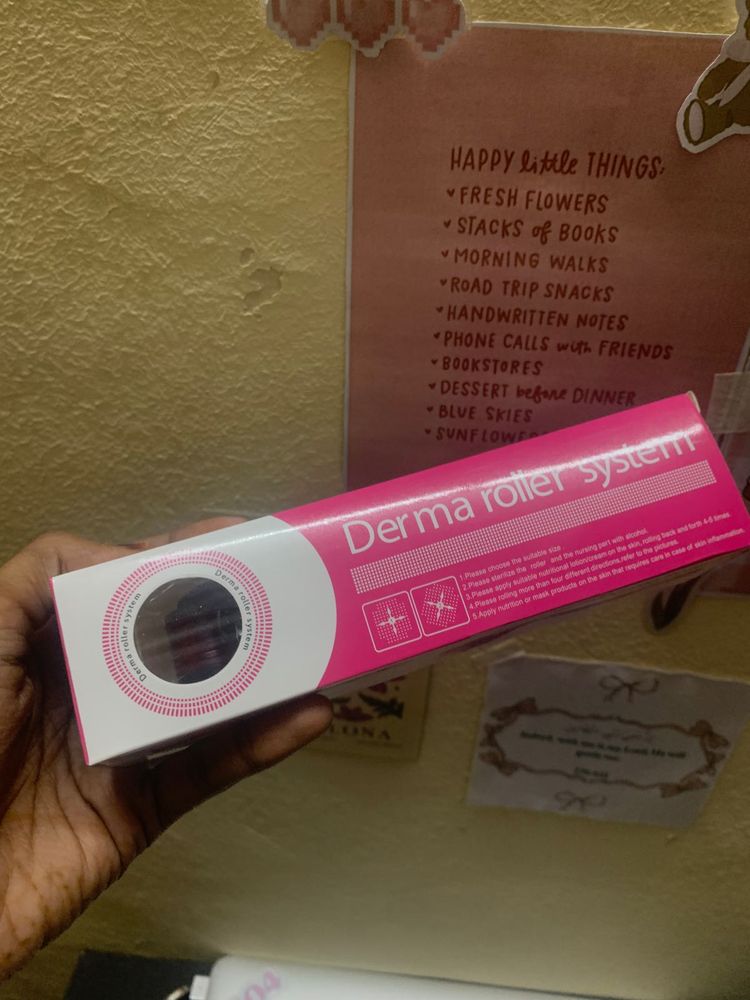 HAPPY little THINGS:
FRESH FLOWERS
STACKS of BOOKS
MORNING WALKS
ROAD TRIP SNACKS
HANDWRITTEN NOTES
PHONE CALLS with FRIENDS
BOOKSTORES
DESSERT before DINNER
BLUE SKIES
Derma roller system
1.Please choose the suitable size
2.Please sterilize the roller and the nursing part with alcohol.
3.Please apply suitable nutritional lotion/cream on the skin, rolling back and forth 4-5 times
4.Please rolling more than four different directions, refer to the pictures.
5.Apply nutrition or mask products on the skin that requires care in case of skin inflammation.
Derma roller system
Derma roller system